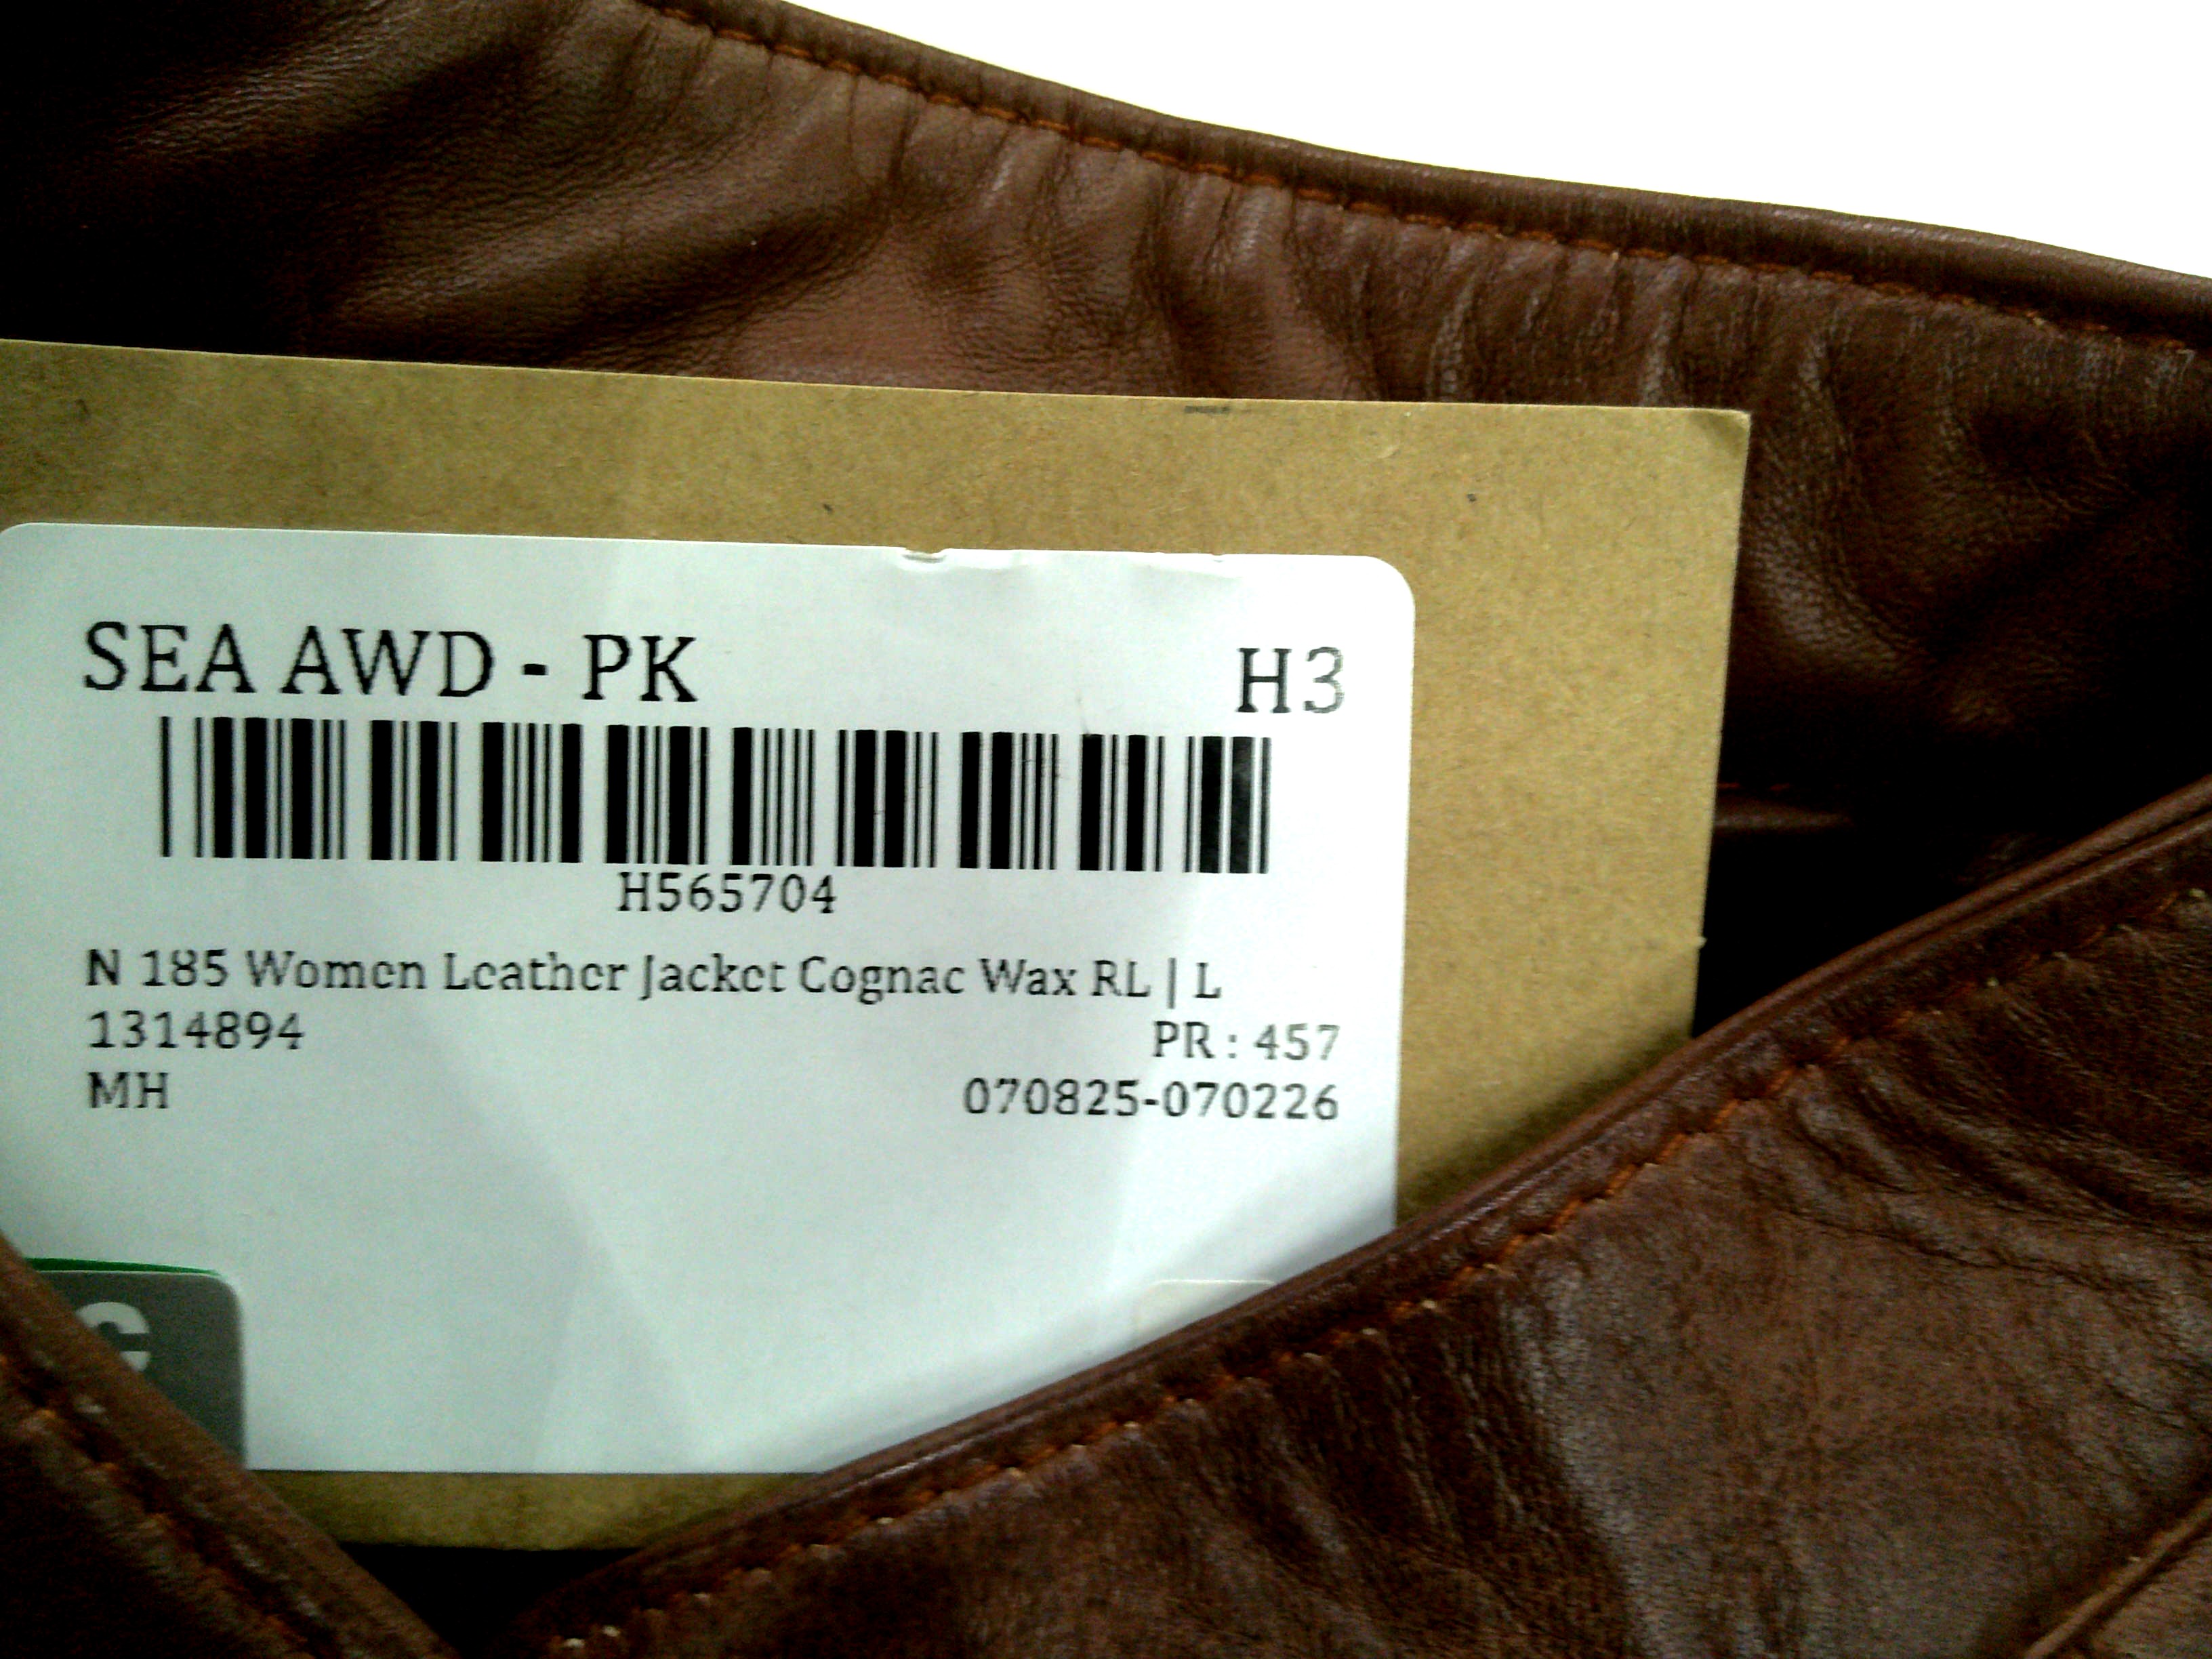 SEA AWD - PK H3
H565704
N 185 Women Leather Jacket Cognac Wax RL | L
1314894 PR : 457
MH 070825-070226